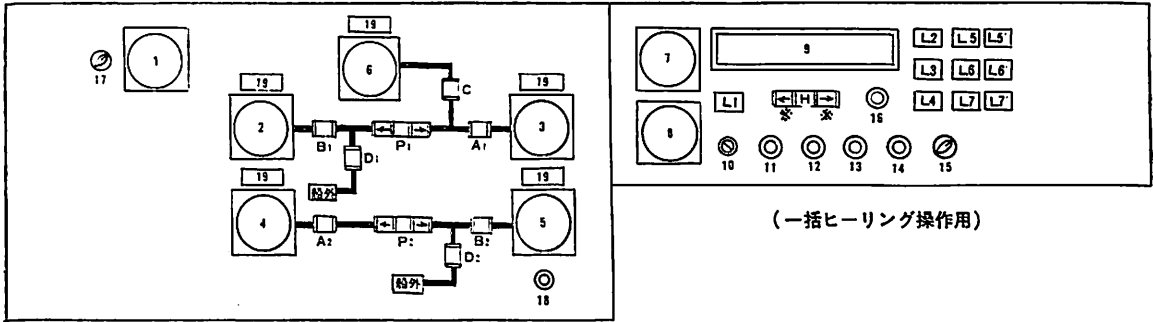 19
1
17
6
7
9
L2
L5
L5'
L3
L6
L6'
L4
L7
L7'
L1
← H →
※ ※
16
8
10
11
12
13
14
15
C
19
19
2
3
B1
← P1 →
A1
D1
船外
19
19
4
5
A2
← P2 →
B2
D2
船外
18
(一括ヒーリング操作用)